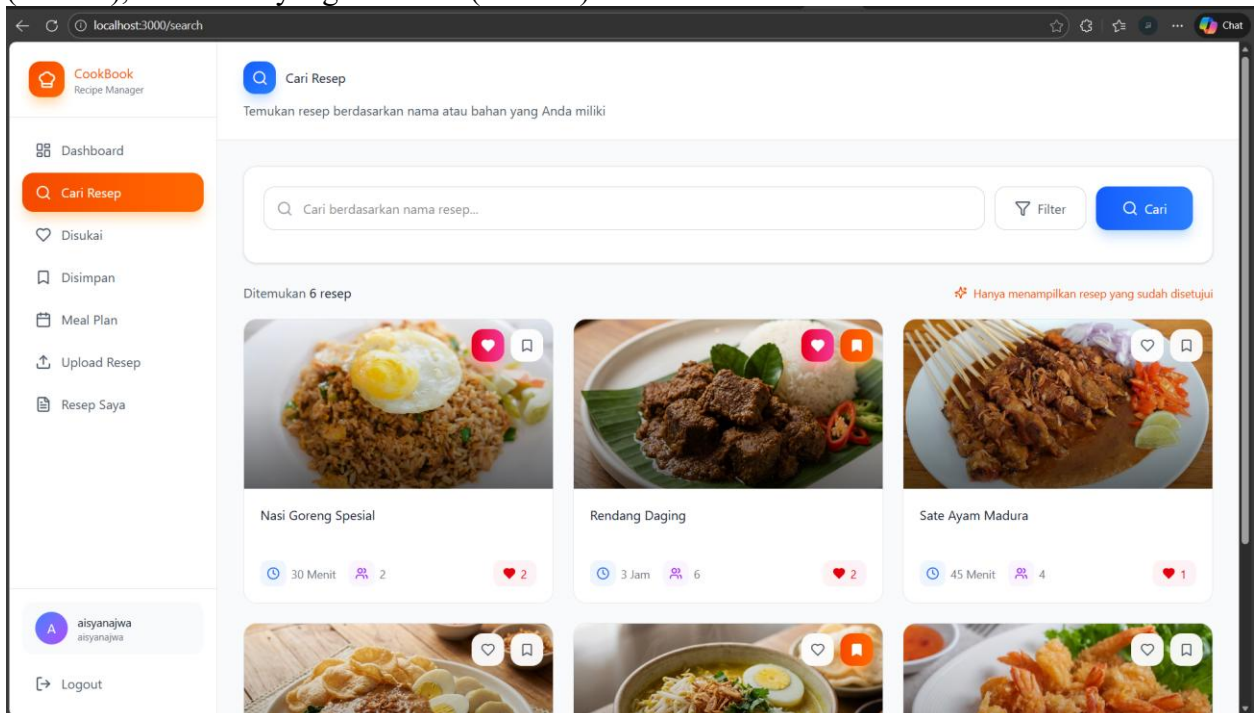 localhost:3000/search
Chat
CookBook
Recipe Manager
Dashboard
Cari Resep
Disukai
Disimpan
Meal Plan
Upload Resep
Resep Saya
A
aisyanajwa
aisyanajwa
Logout
Cari Resep
Temukan resep berdasarkan nama atau bahan yang Anda miliki
Cari berdasarkan nama resep...
Filter
Cari
Ditemukan 6 resep
Hanya menampilkan resep yang sudah disetujui
Nasi Goreng Spesial
30 Menit 2 2
Rendang Daging
3 Jam 6 2
Sate Ayam Madura
45 Menit 4 1